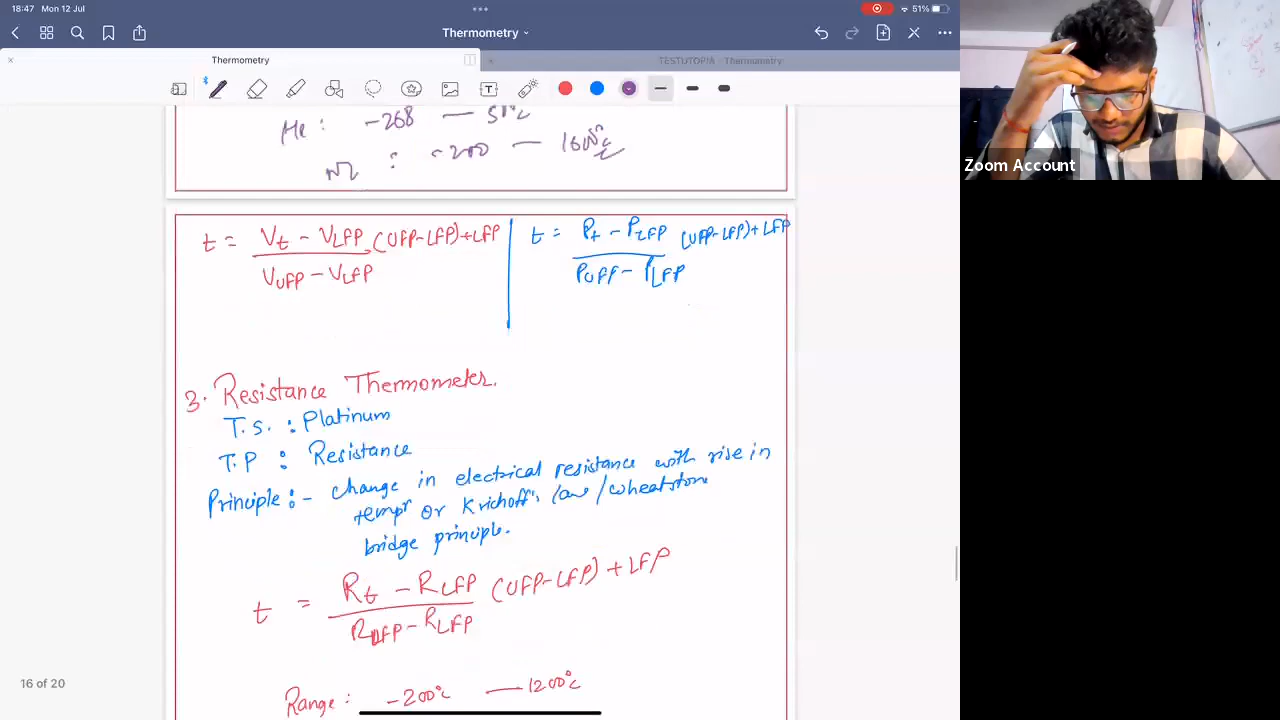 18:47 Mon 12 Jul
51%
Thermometry
Thermometry
TESTUTOPIA - Thermometry
Zoom Account
He : -268 — 51°C
N2 : -200 — 1600°C
t = Vt - VLFP / VUFP - VLFP (UFP-LFP)+LFP
t = Pt - PLFP / PUFP - PLFP (UFP-LFP)+LFP
3. Resistance Thermometer.
T.S. : Platinum
T.P : Resistance
Principle :- change in electrical resistance with rise in
tempr or Krichoff's law/wheatstone
bridge principle.
t = Rt - RLFP / RUFP - RLFP (UFP-LFP) + LFP
16 of 20
Range : -200°C — 1200°C